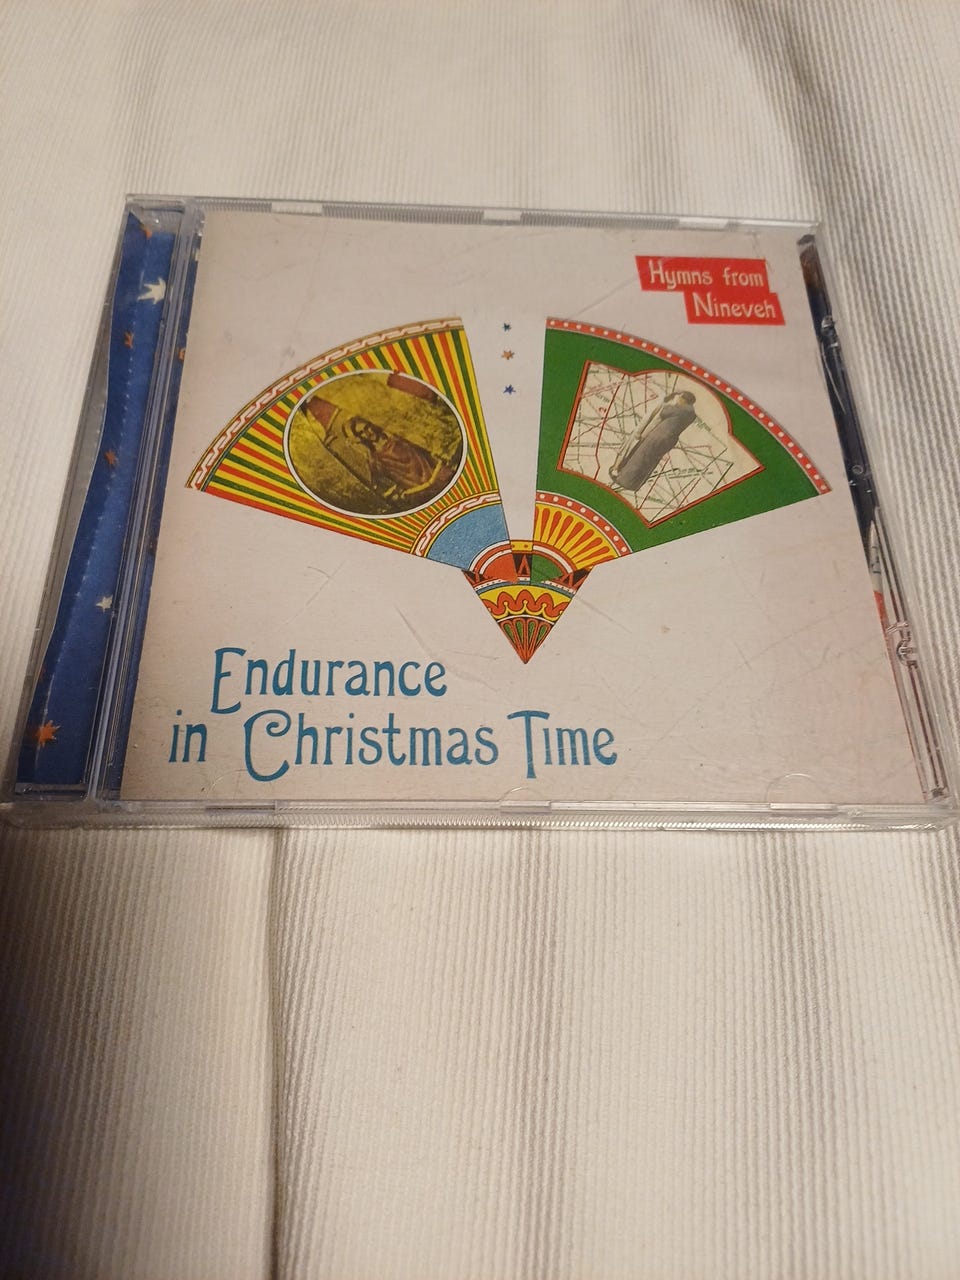 Hymns from
Nineveh
Endurance
in Christmas Time